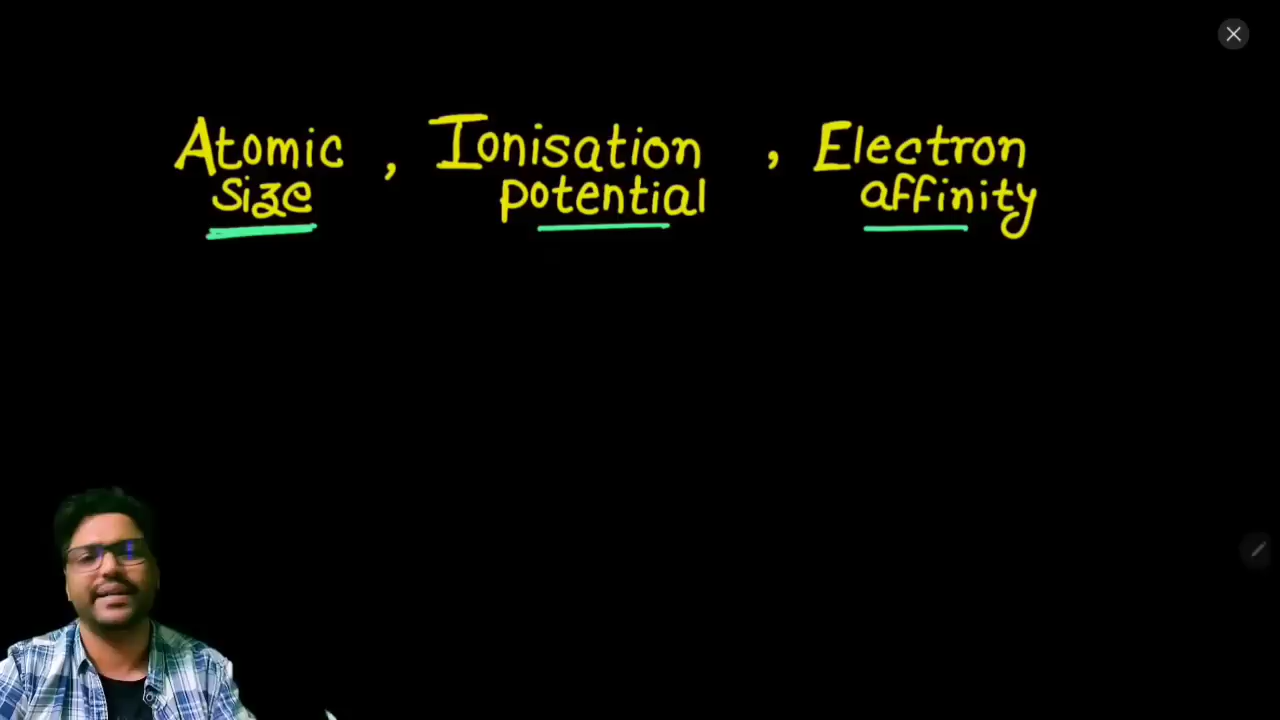 Atomic , Ionisation , Electron
size potential affinity